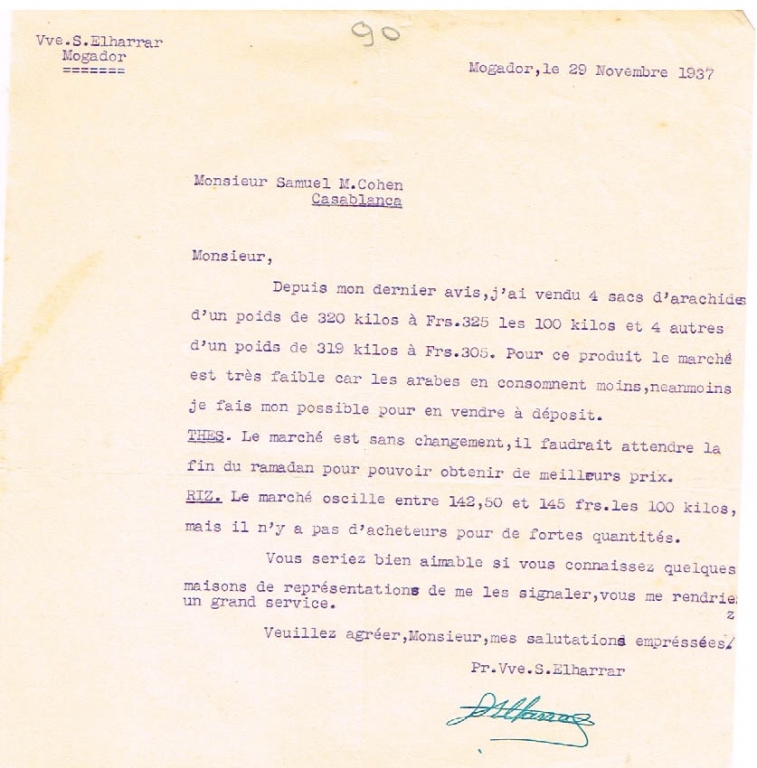 90
Vve.S.Elharrar
Mogador
=======
Mogador,le 29 Novembre 1937
Monsieur Samuel M.Cohen
Casablanca
Monsieur,
Depuis mon dernier avis,j'ai vendu 4 sacs d'arachides
d'un poids de 320 kilos à Frs.325 les 100 kilos et 4 autres
d'un poids de 319 kilos à Frs.305. Pour ce produit le marché
est très faible car les arabes en consomnent moins,neanmoins
je fais mon possible pour en vendre à déposit.
THES. Le marché est sans changement,il faudrait attendre la
fin du ramadan pour pouvoir obtenir de meilleurs prix.
RIZ. Le marché oscille entre 142,50 et 145 frs.les 100 kilos,
mais il n'y a pas d'acheteurs pour de fortes quantités.
Vous seriez bien aimable si vous connaissez quelques
maisons de représentations de me les signaler,vous me rendrie
z
un grand service.
Veuillez agréer,Monsieur,mes salutations empréssées/
Pr.Vve.S.Elharrar